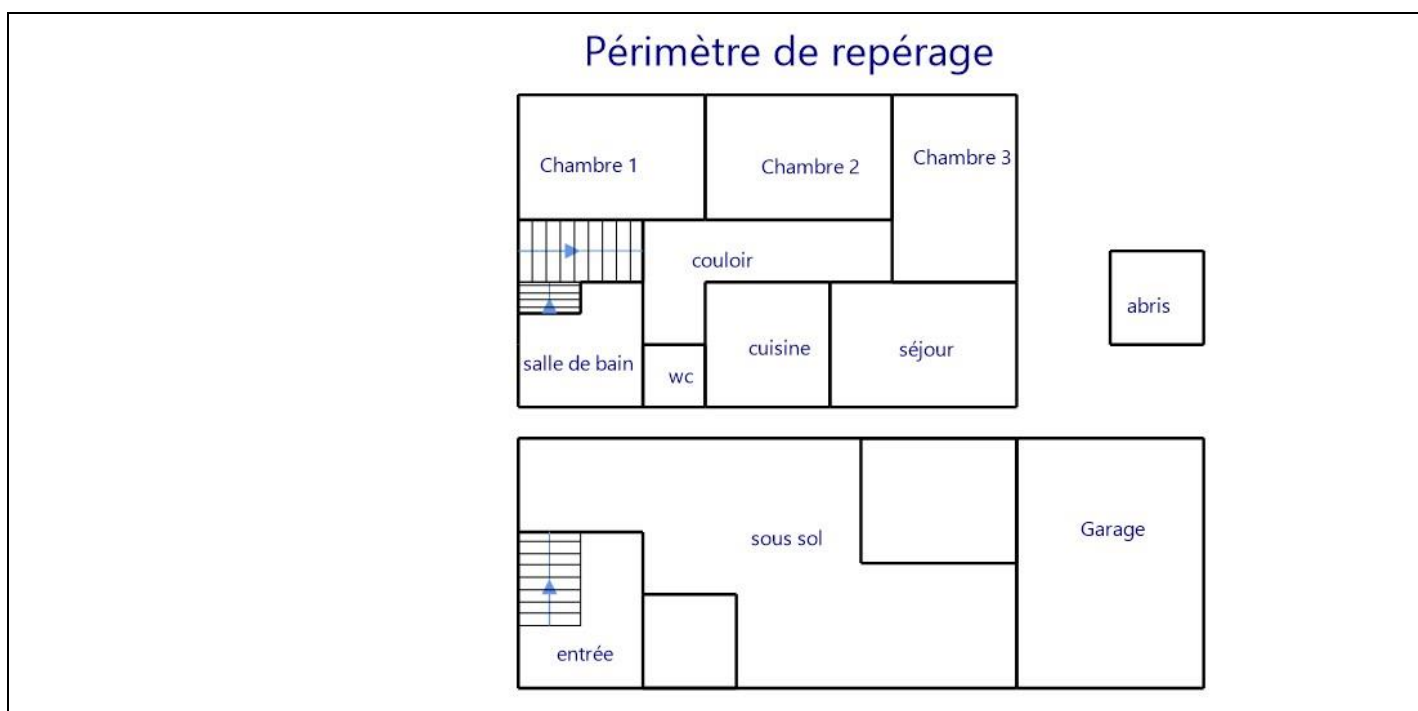 Périmètre de repérage
Chambre 1
Chambre 2
Chambre 3
couloir
abris
salle de bain
wc
cuisine
séjour
sous sol
Garage
entrée